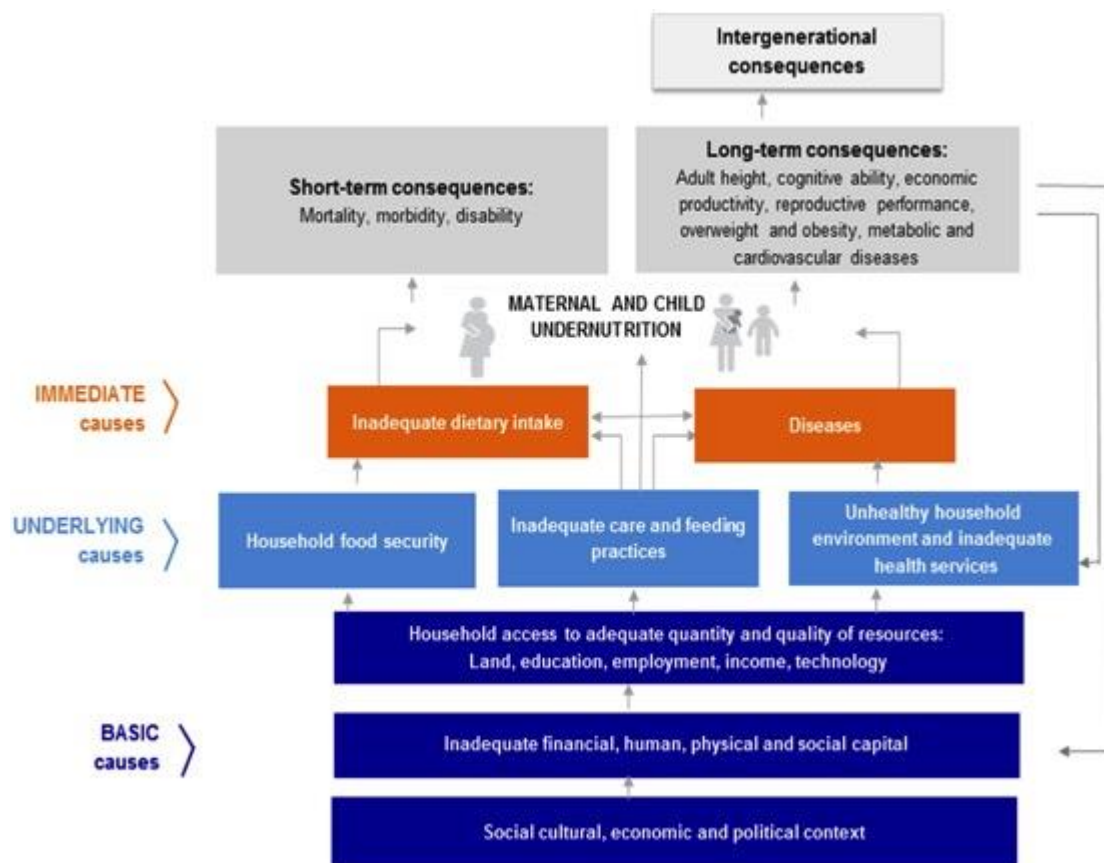 Intergenerational
consequences
Short-term consequences:
Mortality, morbidity, disability
Long-term consequences:
Adult height, cognitive ability, economic
productivity, reproductive performance,
overweight and obesity, metabolic and
cardiovascular diseases
MATERNAL AND CHILD
UNDERNUTRITION
IMMEDIATE
causes
Inadequate dietary intake
Diseases
UNDERLYING
causes
Household food security
Inadequate care and feeding
practices
Unhealthy household
environment and inadequate
health services
BASIC
causes
Household access to adequate quantity and quality of resources:
Land, education, employment, income, technology
Inadequate financial, human, physical and social capital
Social cultural, economic and political context